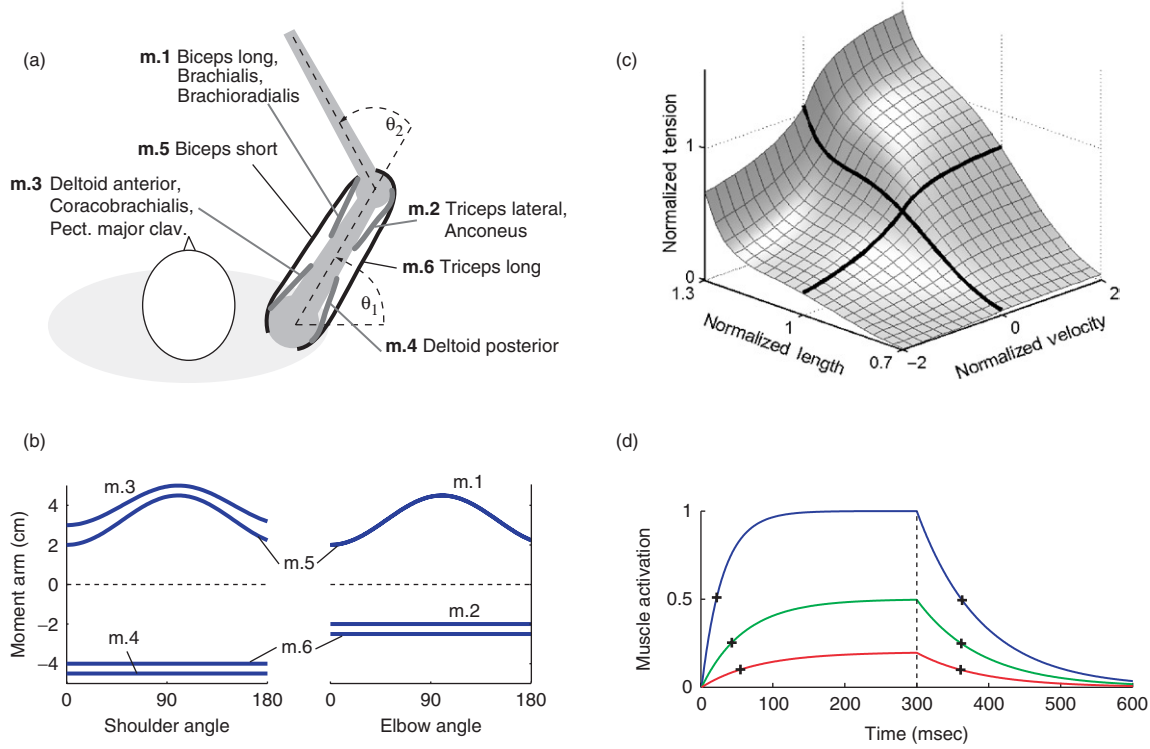 (a)
m.1 Biceps long,
Brachialis,
Brachioradialis
θ2
m.5 Biceps short
m.3 Deltoid anterior,
Coracobrachialis,
Pect. major clav.
m.2 Triceps lateral,
Anconeus
m.6 Triceps long
θ1
m.4 Deltoid posterior
(c)
Normalized tension
1
0
1.3
1
0.7
Normalized length
−2
0
2
Normalized velocity
(b)
Moment arm (cm)
4
2
0
−2
−4
m.3
m.5
m.1
m.2
m.4
m.6
0 90 180
0 90 180
Shoulder angle
Elbow angle
(d)
Muscle activation
1
0.5
0
0 100 200 300 400 500 600
Time (msec)